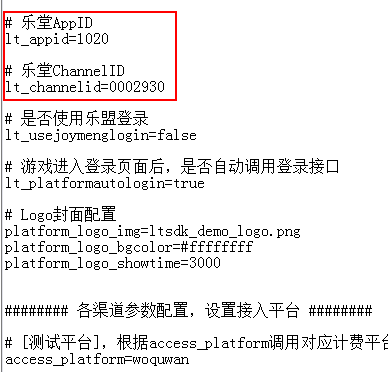 # 乐堂AppID
lt_appid=1020
# 乐堂ChannelID
lt_channelid=0002930
# 是否使用乐盟登录
lt_usejoymenglogin=false
# 游戏进入登录页面后，是否自动调用登录接口
lt_platformautologin=true
# Logo封面配置
platform_logo_img=ltsdk_demo_logo.png
platform_logo_bgcolor=#ffffffff
platform_logo_showtime=3000
######## 各渠道参数配置，设置接入平台 ########
# [测试平台]，根据access_platform调用对应计费平台
access_platform=woquwan